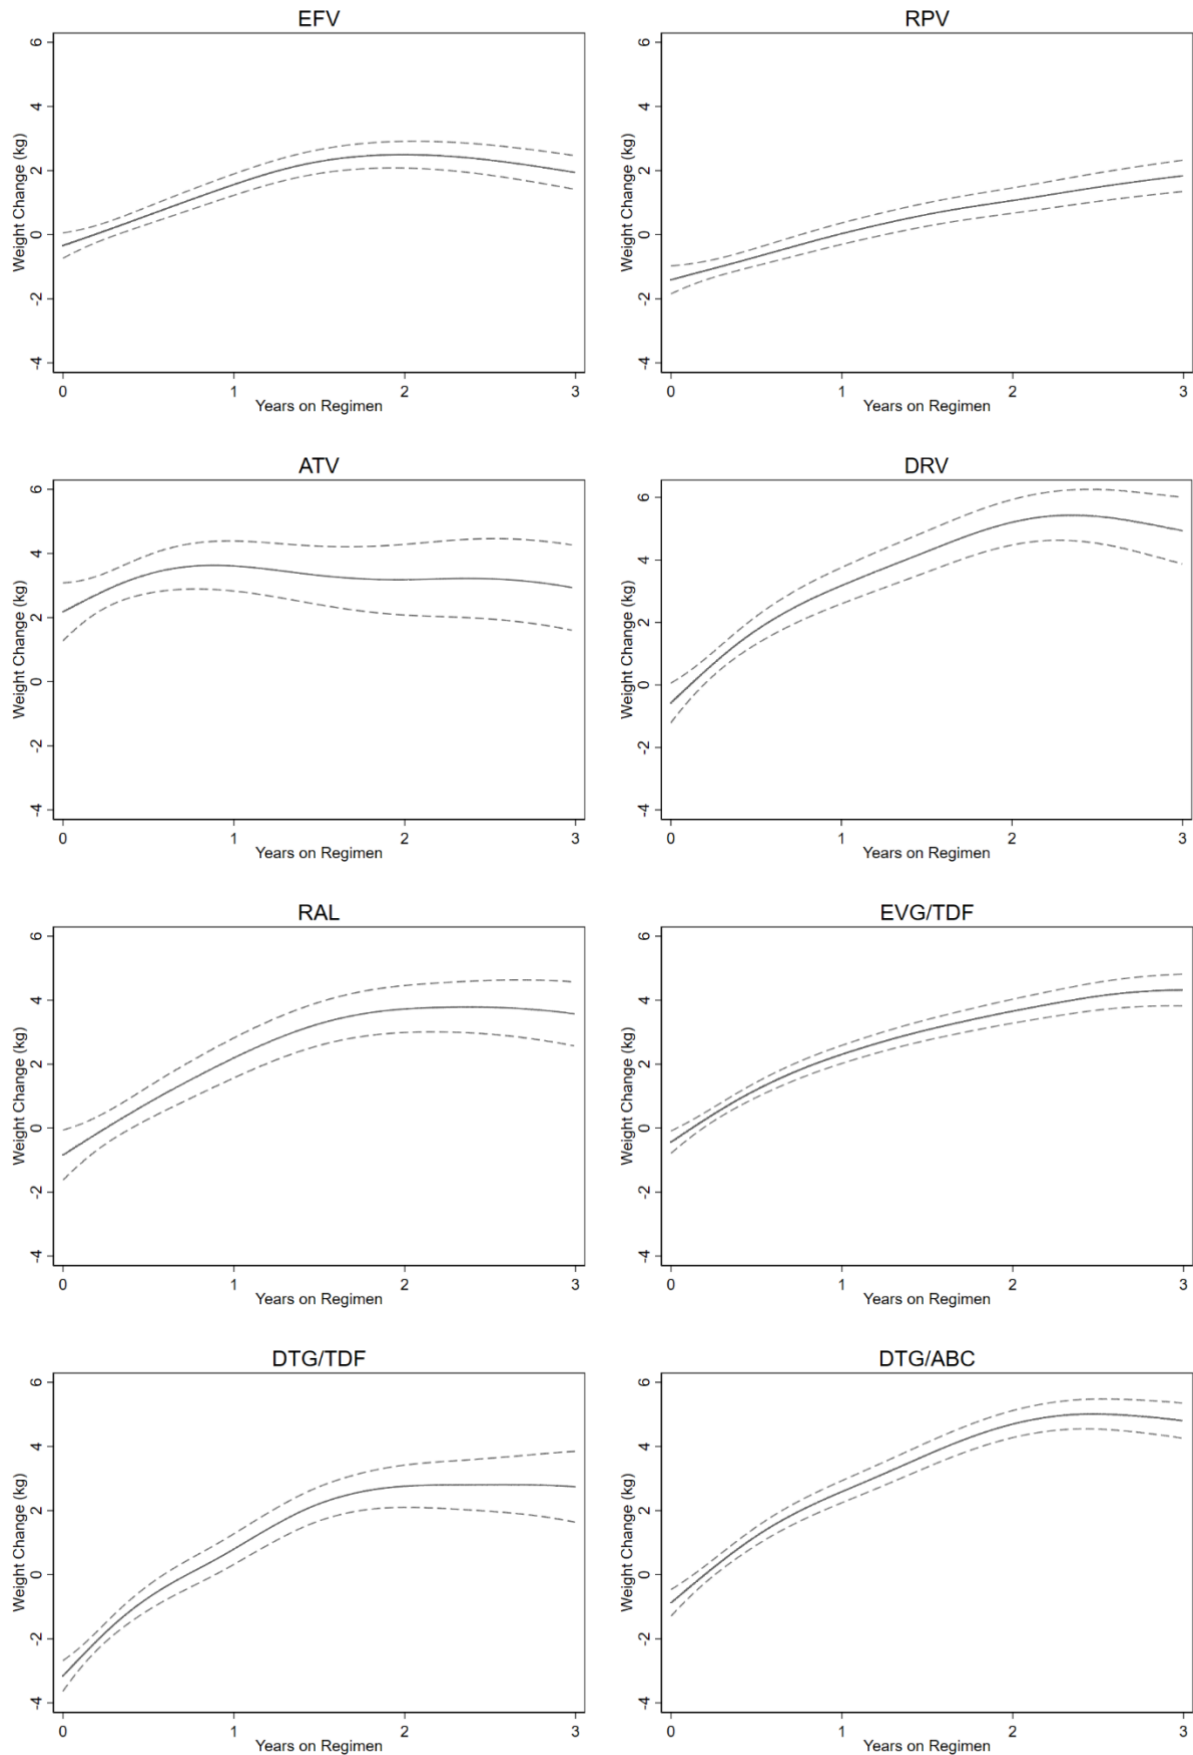 EFV
Weight Change (kg)
6
4
2
0
-2
-4
0 1 2 3
Years on Regimen
RPV
Weight Change (kg)
6
4
2
0
-2
-4
0 1 2 3
Years on Regimen
ATV
Weight Change (kg)
6
4
2
0
-2
-4
0 1 2 3
Years on Regimen
DRV
Weight Change (kg)
6
4
2
0
-2
-4
0 1 2 3
Years on Regimen
RAL
Weight Change (kg)
6
4
2
0
-2
-4
0 1 2 3
Years on Regimen
EVG/TDF
Weight Change (kg)
6
4
2
0
-2
-4
0 1 2 3
Years on Regimen
DTG/TDF
Weight Change (kg)
6
4
2
0
-2
-4
0 1 2 3
Years on Regimen
DTG/ABC
Weight Change (kg)
6
4
2
0
-2
-4
0 1 2 3
Years on Regimen